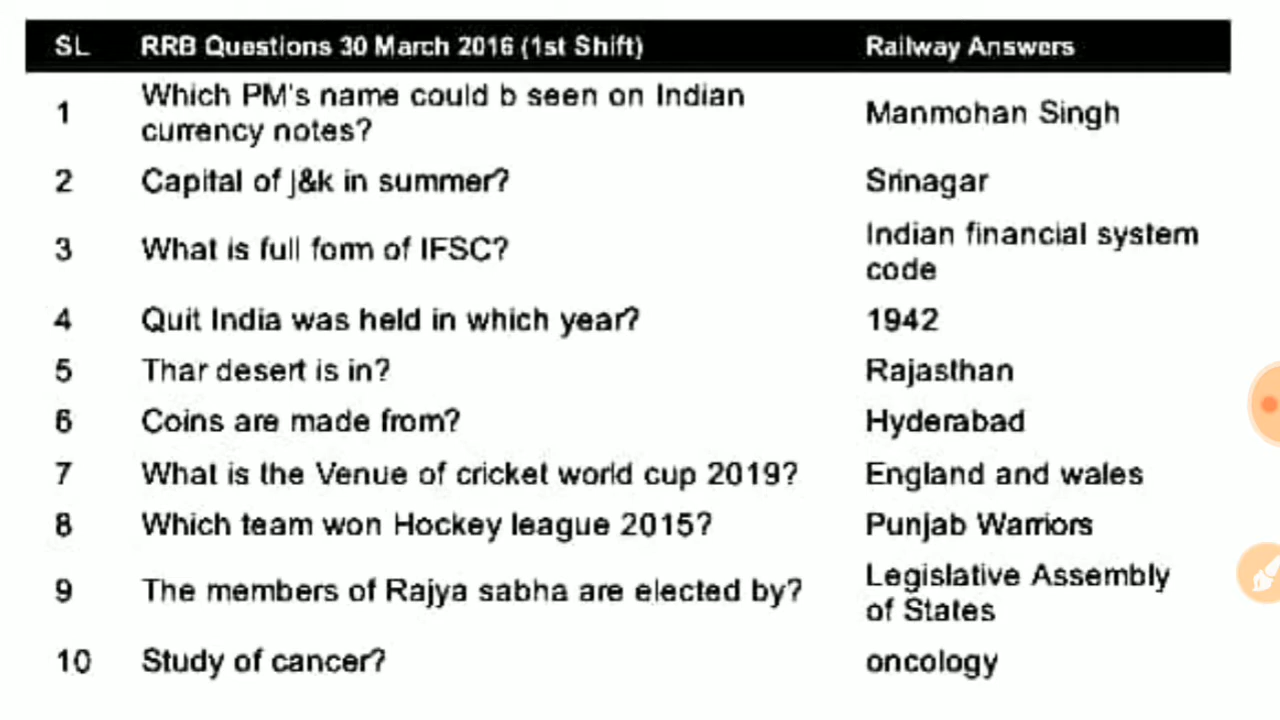 SL RRB Questions 30 March 2016 (1st Shift) Railway Answers
1 Which PM's name could b seen on Indian
currency notes? Manmohan Singh
2 Capital of J&k in summer? Srinagar
3 What is full form of IFSC? Indian financial system
code
4 Quit India was held in which year? 1942
5 Thar desert is in? Rajasthan
6 Coins are made from? Hyderabad
7 What is the Venue of cricket world cup 2019? England and wales
8 Which team won Hockey league 2015? Punjab Warriors
9 The members of Rajya sabha are elected by? Legislative Assembly
of States
10 Study of cancer? oncology